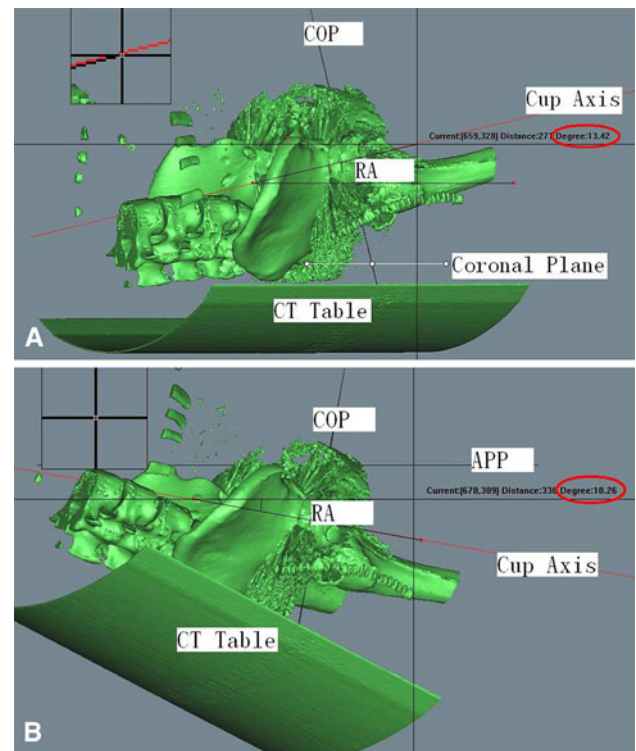 COP
Cup Axis
Current:(659,328) Distance:271 Degree:13.42
RA
Coronal Plane
CT Table
A
COP
APP
Current:(670,309) Distance:336 Degree:10.26
RA
Cup Axis
CT Table
B